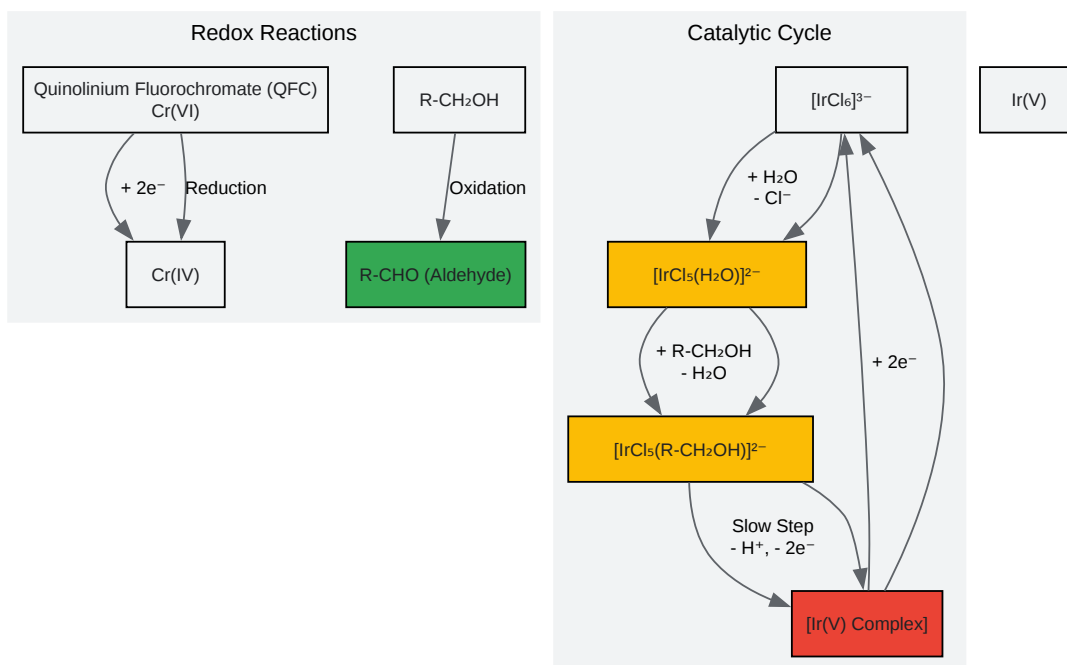 Redox Reactions
Quinolinium Fluorochromate (QFC)
Cr(VI)
R-CH₂OH
+ 2e⁻
Reduction
Oxidation
Cr(IV)
R-CHO (Aldehyde)
Catalytic Cycle
[IrCl₆]³⁻
+ H₂O
- Cl⁻
[IrCl₅(H₂O)]²⁻
+ R-CH₂OH
- H₂O
+ 2e⁻
[IrCl₅(R-CH₂OH)]²⁻
Slow Step
- H⁺, - 2e⁻
[Ir(V) Complex]
Ir(V)